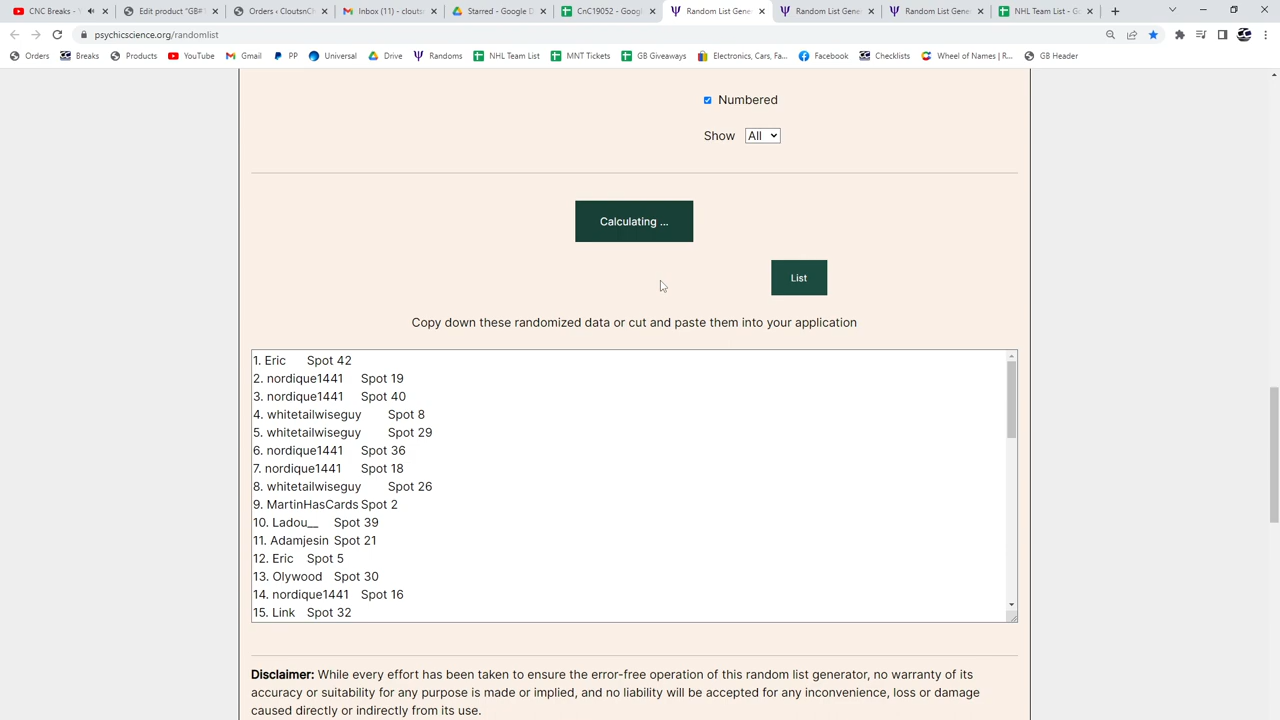 CNC Breaks - Y
Edit product "GB#
Orders ‹ CloutsnCh
Inbox (11) - clouts
Starred - Google D
CnC19052 - Googl
Random List Gene
Random List Gene
Random List Gene
NHL Team List - G
psychicscience.org/randomlist
Orders
Breaks
Products
YouTube
Gmail
PP
Universal
Drive
Randoms
NHL Team List
MNT Tickets
GB Giveaways
Electronics, Cars, Fa...
Facebook
Checklists
Wheel of Names | R...
GB Header
Numbered
Show All
Calculating ...
List
Copy down these randomized data or cut and paste them into your application
1. Eric Spot 42
2. nordique1441 Spot 19
3. nordique1441 Spot 40
4. whitetailwiseguy Spot 8
5. whitetailwiseguy Spot 29
6. nordique1441 Spot 36
7. nordique1441 Spot 18
8. whitetailwiseguy Spot 26
9. MartinHasCards Spot 2
10. Ladou__ Spot 39
11. Adamjesin Spot 21
12. Eric Spot 5
13. Olywood Spot 30
14. nordique1441 Spot 16
15. Link Spot 32
Disclaimer: While every effort has been taken to ensure the error-free operation of this random list generator, no warranty of its
accuracy or suitability for any purpose is made or implied, and no liability will be accepted for any inconvenience, loss or damage
caused directly or indirectly from its use.